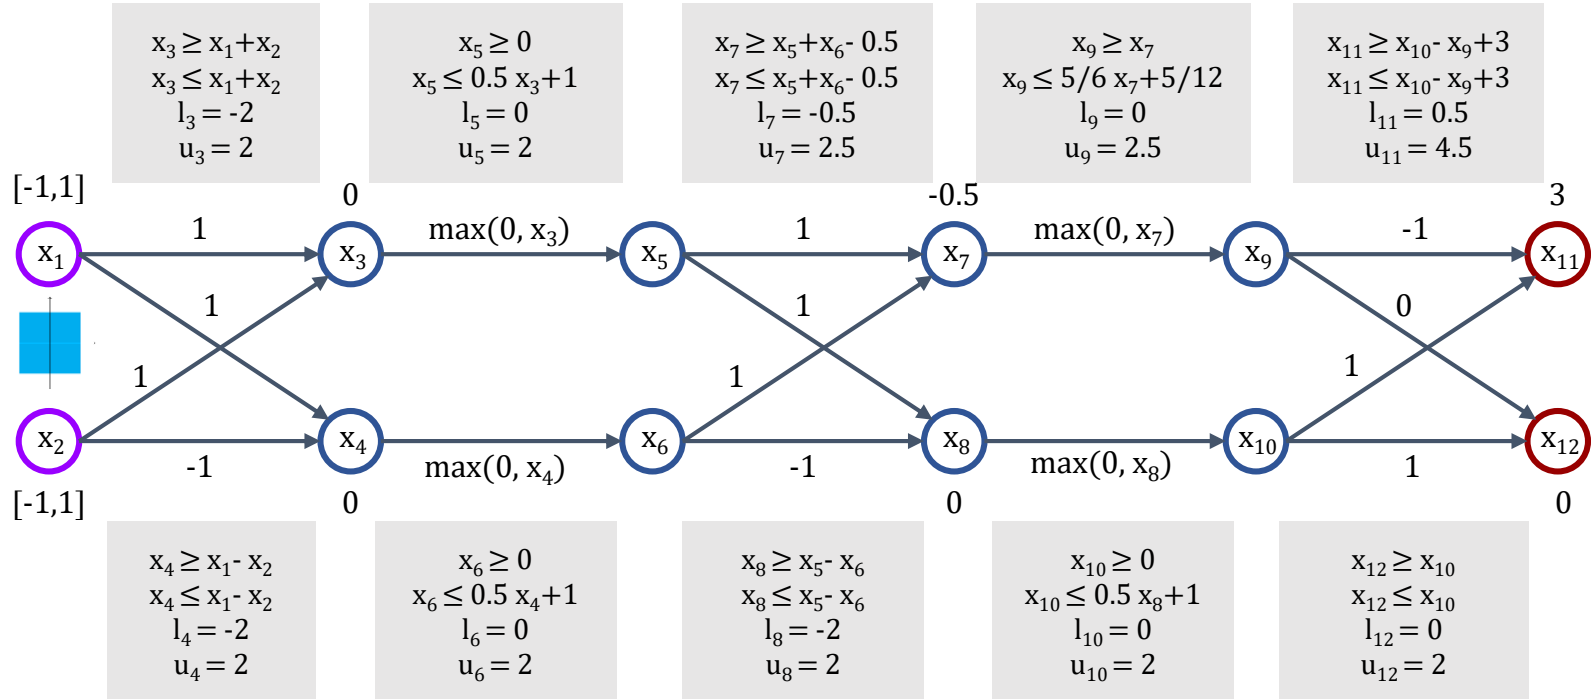 x₃ ≥ x₁+x₂
x₃ ≤ x₁+x₂
l₃ = -2
u₃ = 2
x₅ ≥ 0
x₅ ≤ 0.5 x₃+1
l₅ = 0
u₅ = 2
x₇ ≥ x₅+x₆- 0.5
x₇ ≤ x₅+x₆- 0.5
l₇ = -0.5
u₇ = 2.5
x₉ ≥ x₇
x₉ ≤ 5/6 x₇+5/12
l₉ = 0
u₉ = 2.5
x₁₁ ≥ x₁₀- x₉+3
x₁₁ ≤ x₁₀- x₉+3
l₁₁ = 0.5
u₁₁ = 4.5
[-1,1]
0
-0.5
3
1
max(0, x₃)
1
max(0, x₇)
-1
x₁
x₃
x₅
x₇
x₉
x₁₁
1
1
0
1
1
1
x₂
x₄
x₆
x₈
x₁₀
x₁₂
-1
max(0, x₄)
-1
max(0, x₈)
1
[-1,1]
0
0
0
x₄ ≥ x₁- x₂
x₄ ≤ x₁- x₂
l₄ = -2
u₄ = 2
x₆ ≥ 0
x₆ ≤ 0.5 x₄+1
l₆ = 0
u₆ = 2
x₈ ≥ x₅- x₆
x₈ ≤ x₅- x₆
l₈ = -2
u₈ = 2
x₁₀ ≥ 0
x₁₀ ≤ 0.5 x₈+1
l₁₀ = 0
u₁₀ = 2
x₁₂ ≥ x₁₀
x₁₂ ≤ x₁₀
l₁₂ = 0
u₁₂ = 2